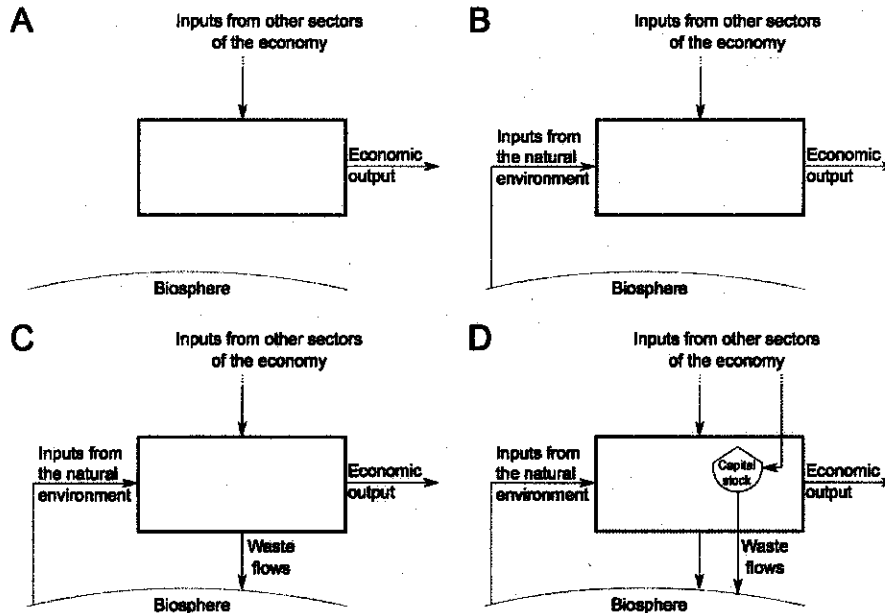 A
Inputs from other sectors
of the economy
Economic
output
Biosphere
B
Inputs from other sectors
of the economy
Inputs from
the natural
environment
Economic
output
Biosphere
C
Inputs from other sectors
of the economy
Inputs from
the natural
environment
Economic
output
Waste
flows
Biosphere
D
Inputs from other sectors
of the economy
Inputs from
the natural
environment
Capital
stock
Economic
output
Waste
flows
Biosphere